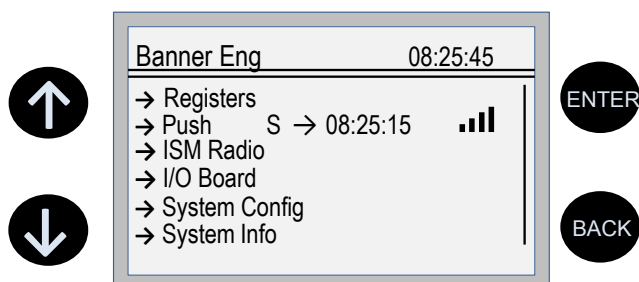 Banner Eng 08:25:45
→ Registers
→ Push S → 08:25:15
→ ISM Radio
→ I/O Board
→ System Config
→ System Info
ENTER
BACK